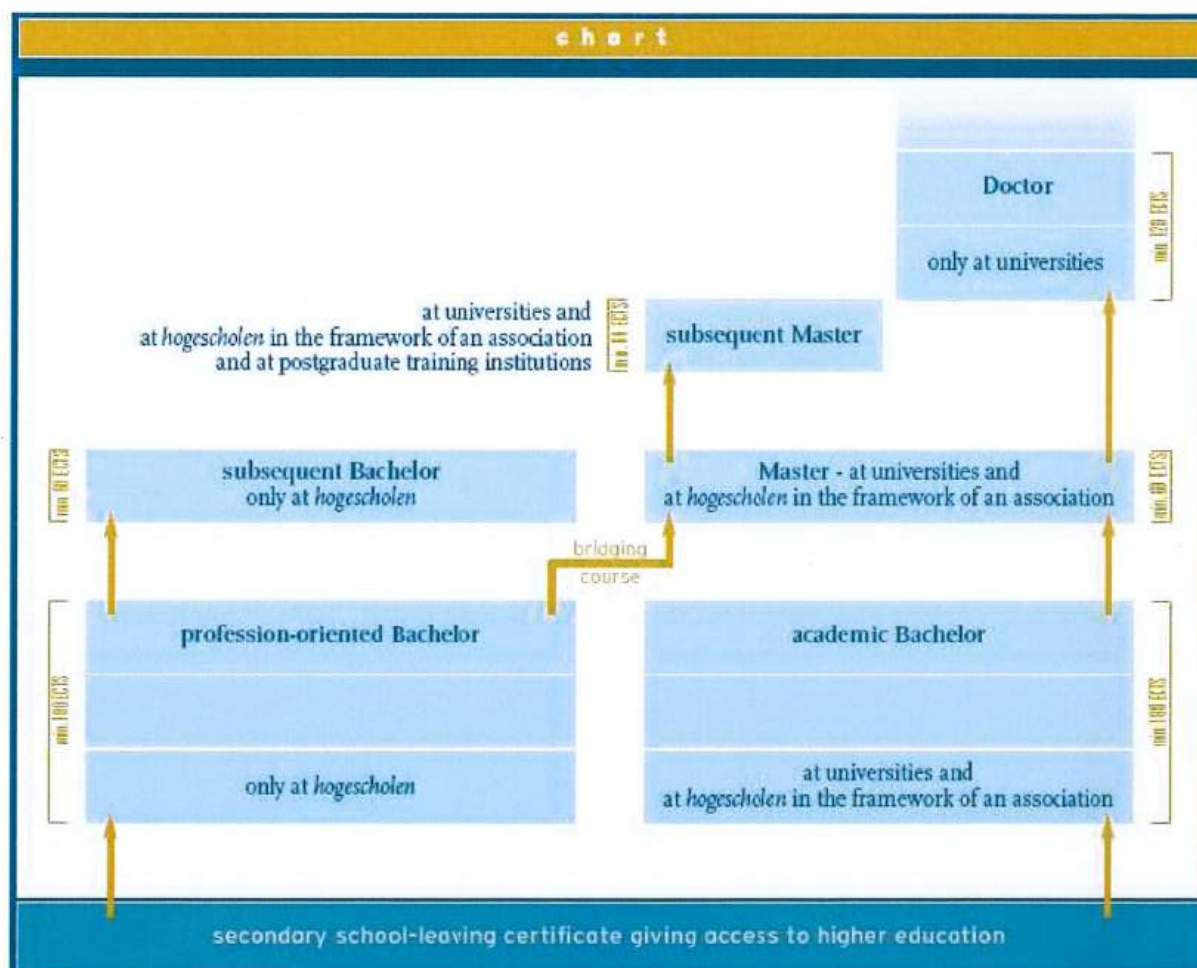 chart
Doctor
only at universities
min. 120 ECTS
at universities and
at hogescholen in the framework of an association
and at postgraduate training institutions
subsequent Master
subsequent Bachelor
only at hogescholen
min. 60 ECTS
Master - at universities and
at hogescholen in the framework of an association
min. 60 ECTS
bridging
course
profession-oriented Bachelor
only at hogescholen
min. 180 ECTS
academic Bachelor
at universities and
at hogescholen in the framework of an association
min. 180 ECTS
secondary school-leaving certificate giving access to higher education